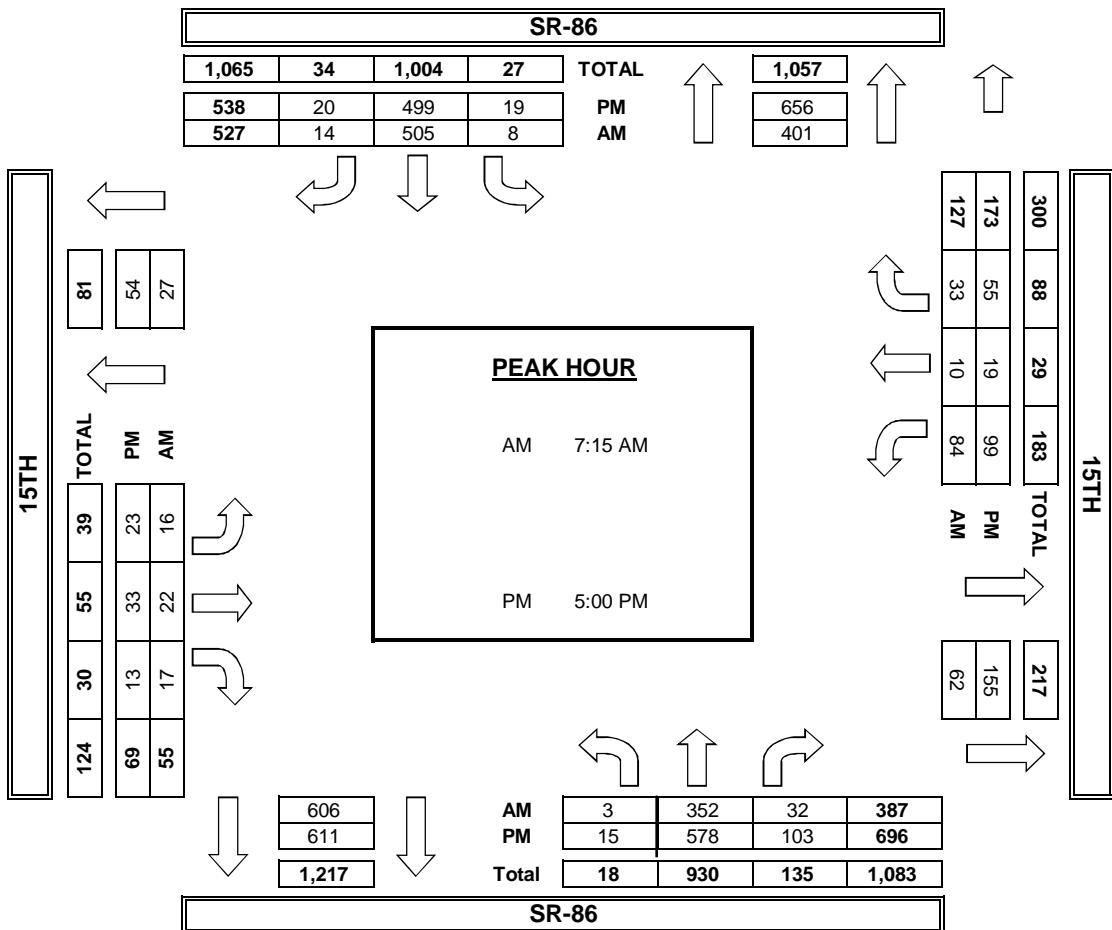 SR-86
1,065 34 1,004 27 TOTAL 1,057
538 20 499 19 PM 656
527 14 505 8 AM 401
15TH
81 54 27
TOTAL PM AM
39 23 16
55 33 22
30 13 17
124 69 55
PEAK HOUR
AM 7:15 AM
PM 5:00 PM
127 173 300
33 55 88
10 19 29
84 99 183
AM PM TOTAL
62 155 217
15TH
606 AM 3 352 32 387
611 PM 15 578 103 696
1,217 Total 18 930 135 1,083
SR-86